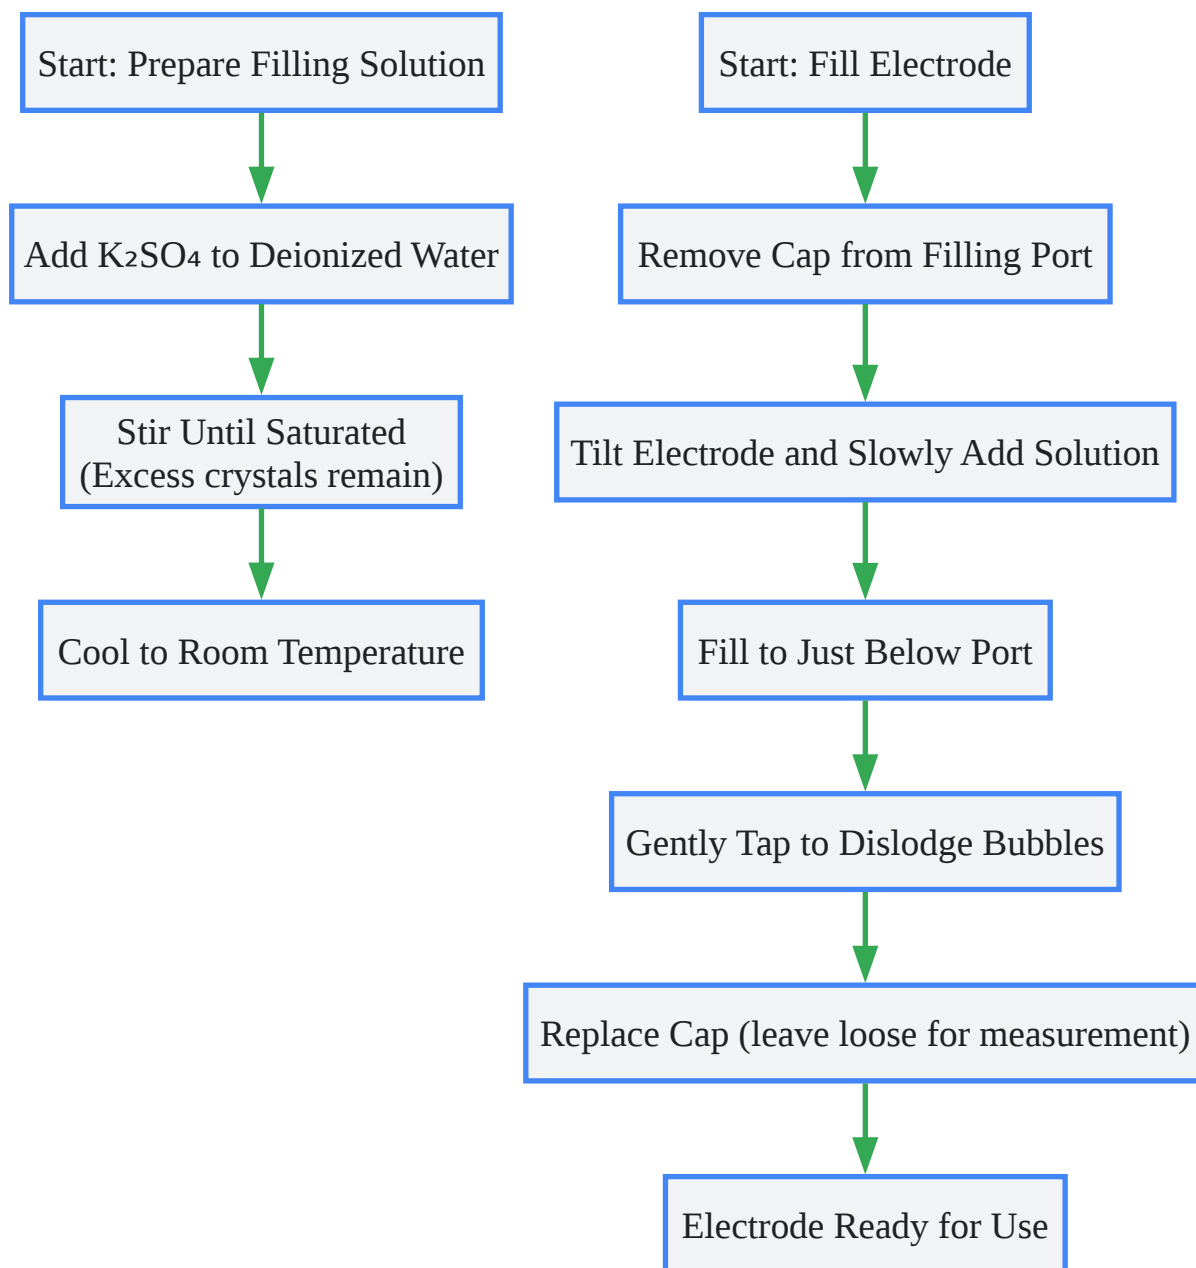 Start: Prepare Filling Solution
Add K₂SO₄ to Deionized Water
Stir Until Saturated
(Excess crystals remain)
Cool to Room Temperature
Start: Fill Electrode
Remove Cap from Filling Port
Tilt Electrode and Slowly Add Solution
Fill to Just Below Port
Gently Tap to Dislodge Bubbles
Replace Cap (leave loose for measurement)
Electrode Ready for Use